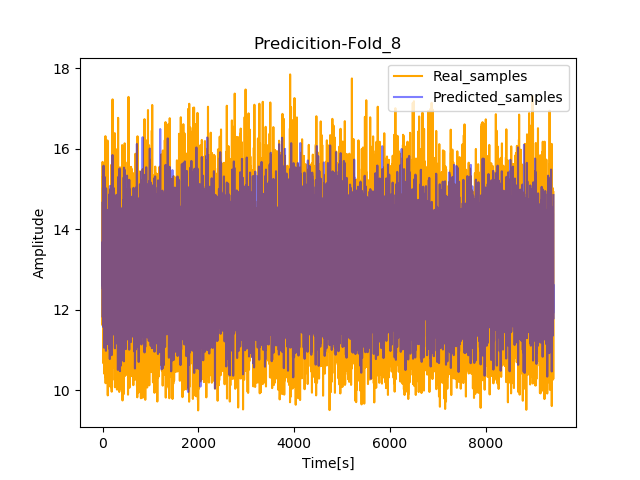 Predicition-Fold_8
Real_samples
Predicted_samples
18
16
14
12
10
Amplitude
0
2000
4000
6000
8000
Time[s]